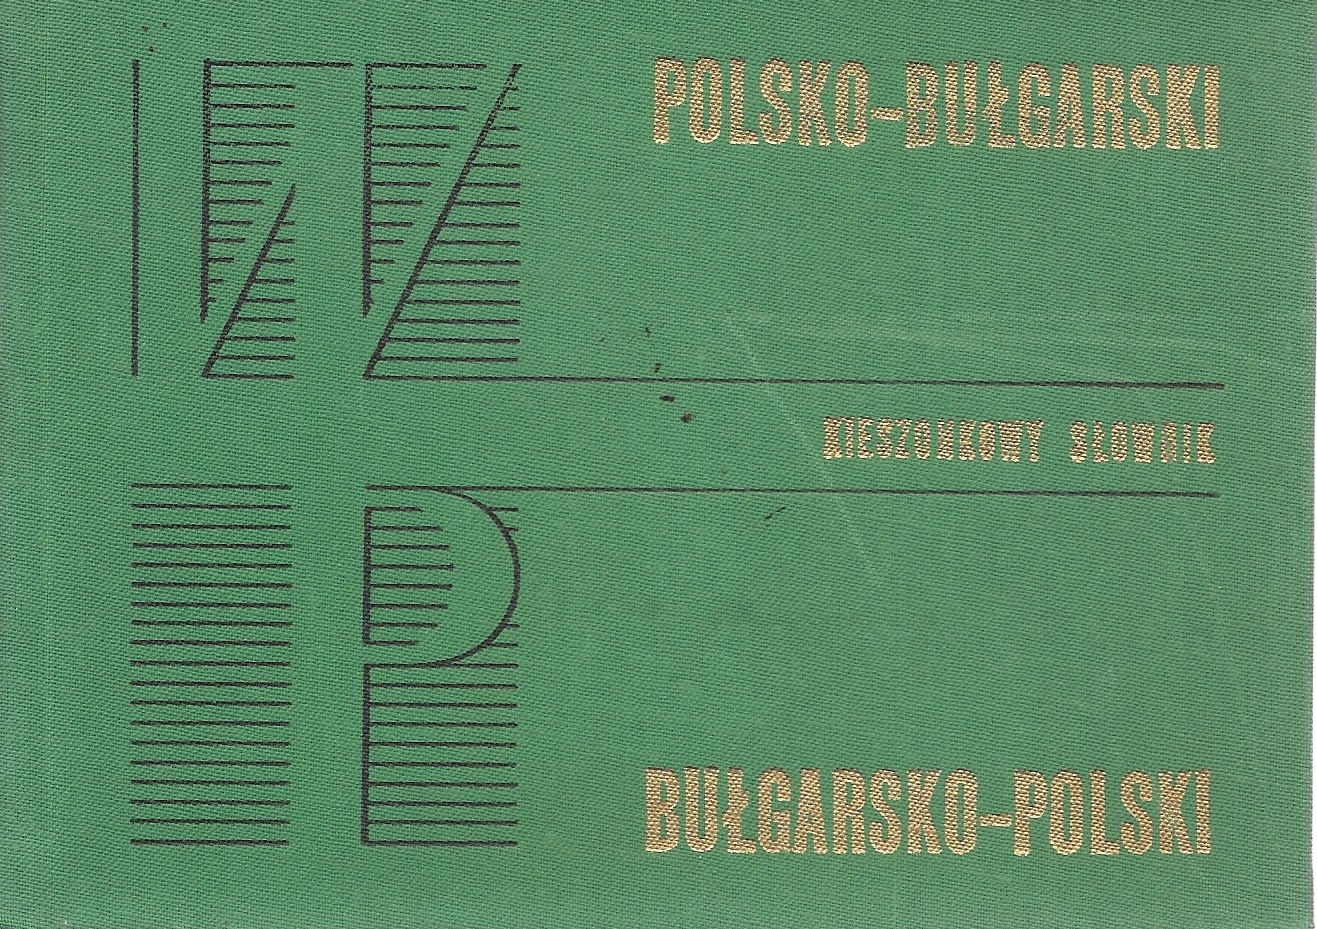 POLSKO-BUŁGARSKI
KIESZONKOWY SŁOWNIK
BUŁGARSKO-POLSKI